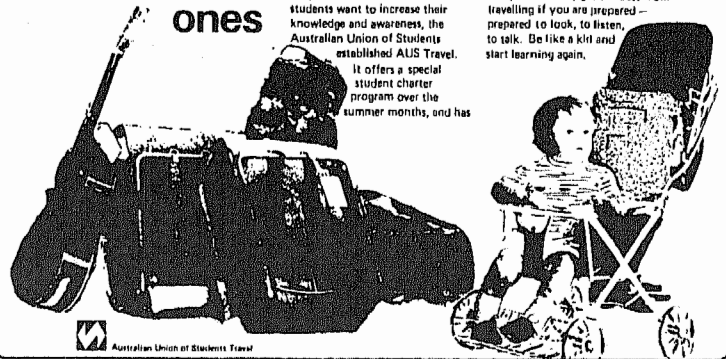 ones
students want to increase their
knowledge and awareness, the
Australian Union of Students
established AUS Travel.
It offers a special
student charter
program over the
summer months, and has
travelling if you are prepared —
prepared to look, to listen,
to talk. Be like a kid and
start learning again.
Australian Union of Students Travel